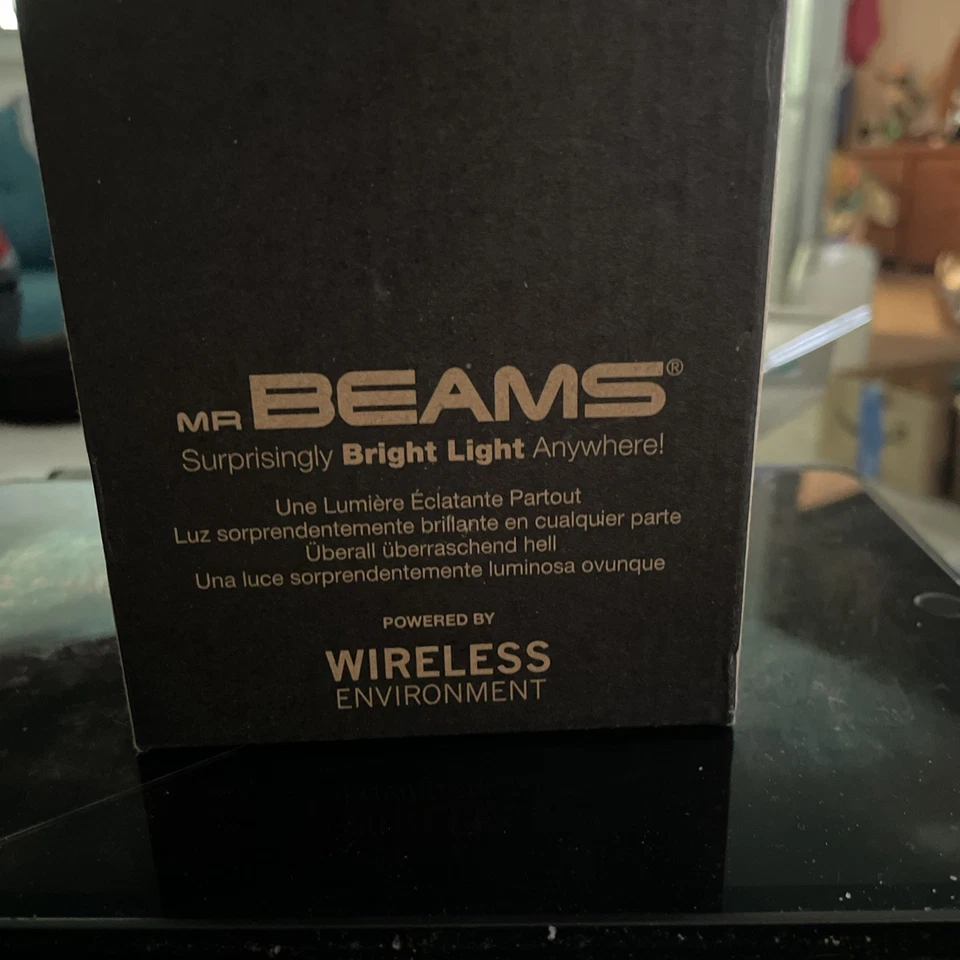 MR BEAMS®
Surprisingly Bright Light Anywhere!
Une Lumière Éclatante Partout
Luz sorprendentemente brillante en cualquier parte
Überall überraschend hell
Una luce sorprendentemente luminosa ovunque
POWERED BY
WIRELESS
ENVIRONMENT